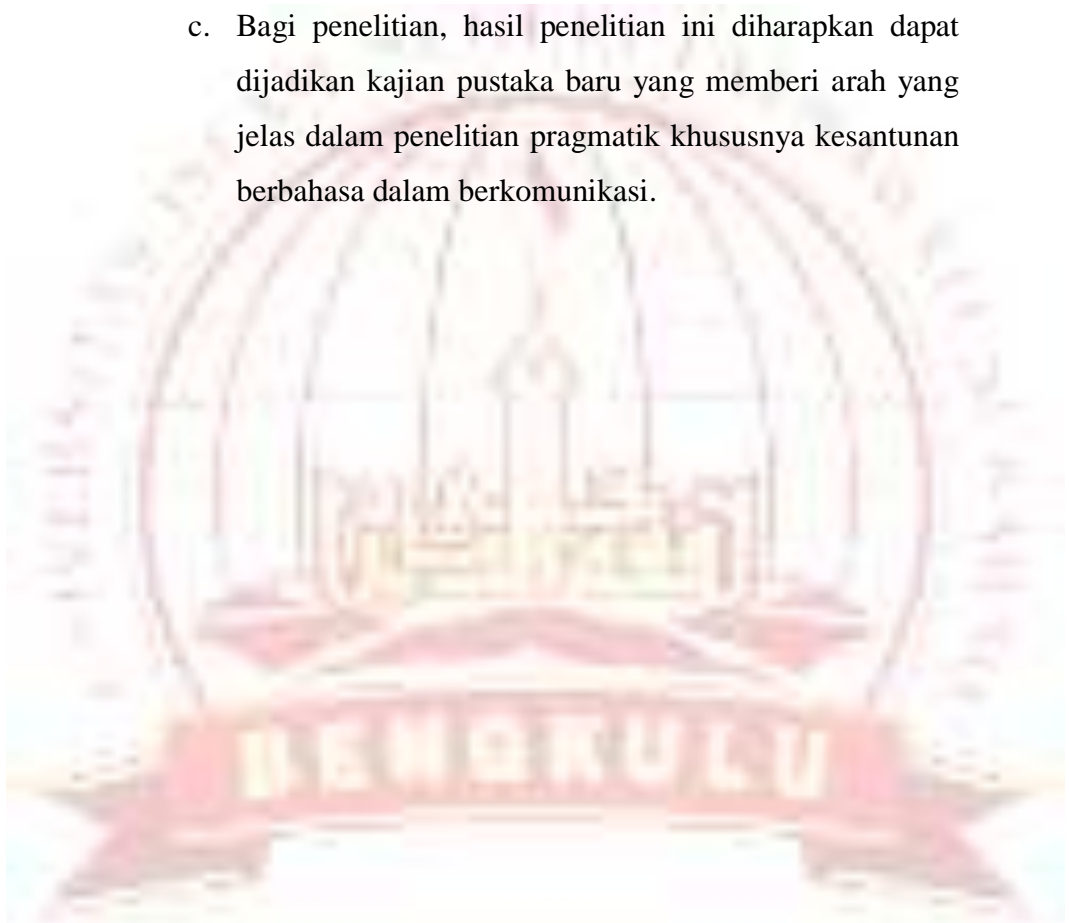 c. Bagi penelitian, hasil penelitian ini diharapkan dapat
dijadikan kajian pustaka baru yang memberi arah yang
jelas dalam penelitian pragmatik khususnya kesantunan
berbahasa dalam berkomunikasi.
BENGKULU